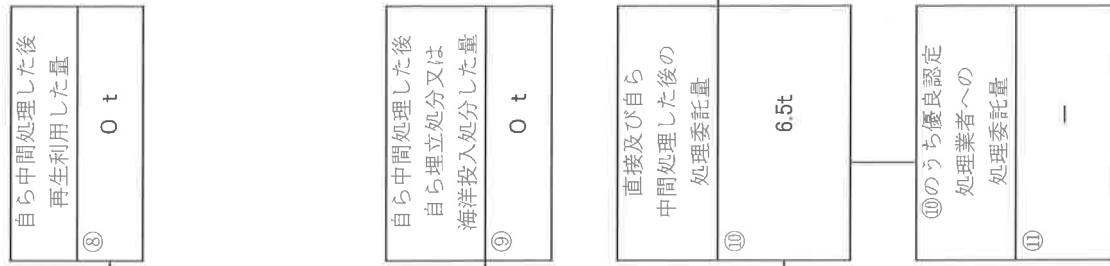 自ら中間処理した後
再生利用した量
⑧
0 t
自ら中間処理した後
自ら埋立処分又は
海洋投入処分した量
⑨
0 t
直接及び自ら
中間処理した後の
処理委託量
⑩
6.5t
⑩のうち優良認定
処理業者への
処理委託量
⑪
－